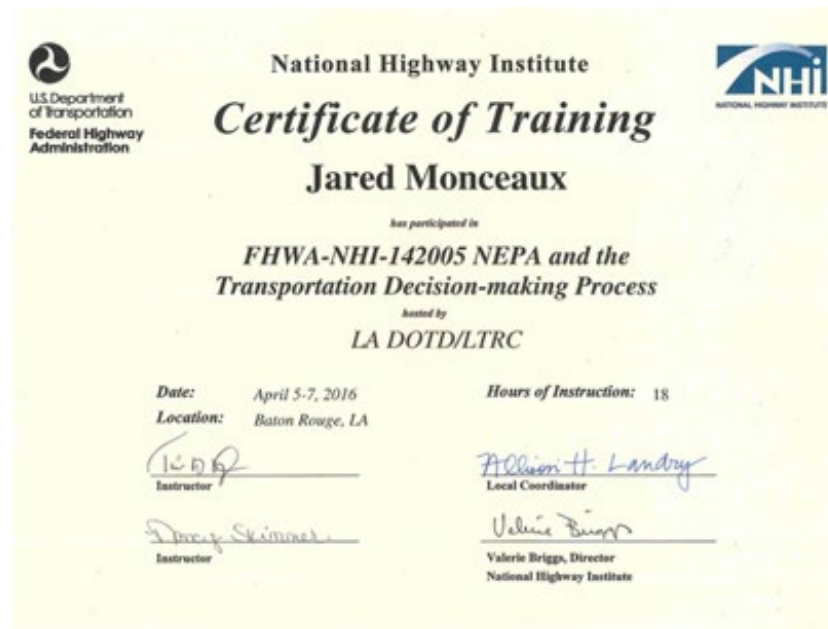 U.S. Department
of Transportation
Federal Highway
Administration
National Highway Institute
NHi
NATIONAL HIGHWAY INSTITUTE
Certificate of Training
Jared Monceaux
has participated in
FHWA-NHI-142005 NEPA and the
Transportation Decision-making Process
hosted by
LA DOTD/LTRC
Date: April 5-7, 2016
Hours of Instruction: 18
Location: Baton Rouge, LA
Instructor
Allison H. Landry
Local Coordinator
Skinner
Instructor
Valerie Briggs
Valerie Briggs, Director
National Highway Institute